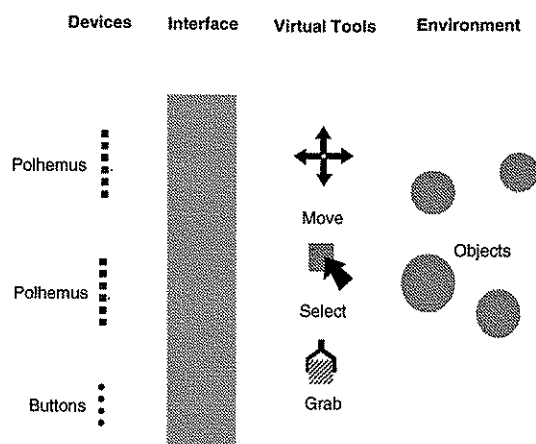 Devices Interface Virtual Tools Environment
Polhemus
Move
Objects
Polhemus
Select
Buttons
Grab